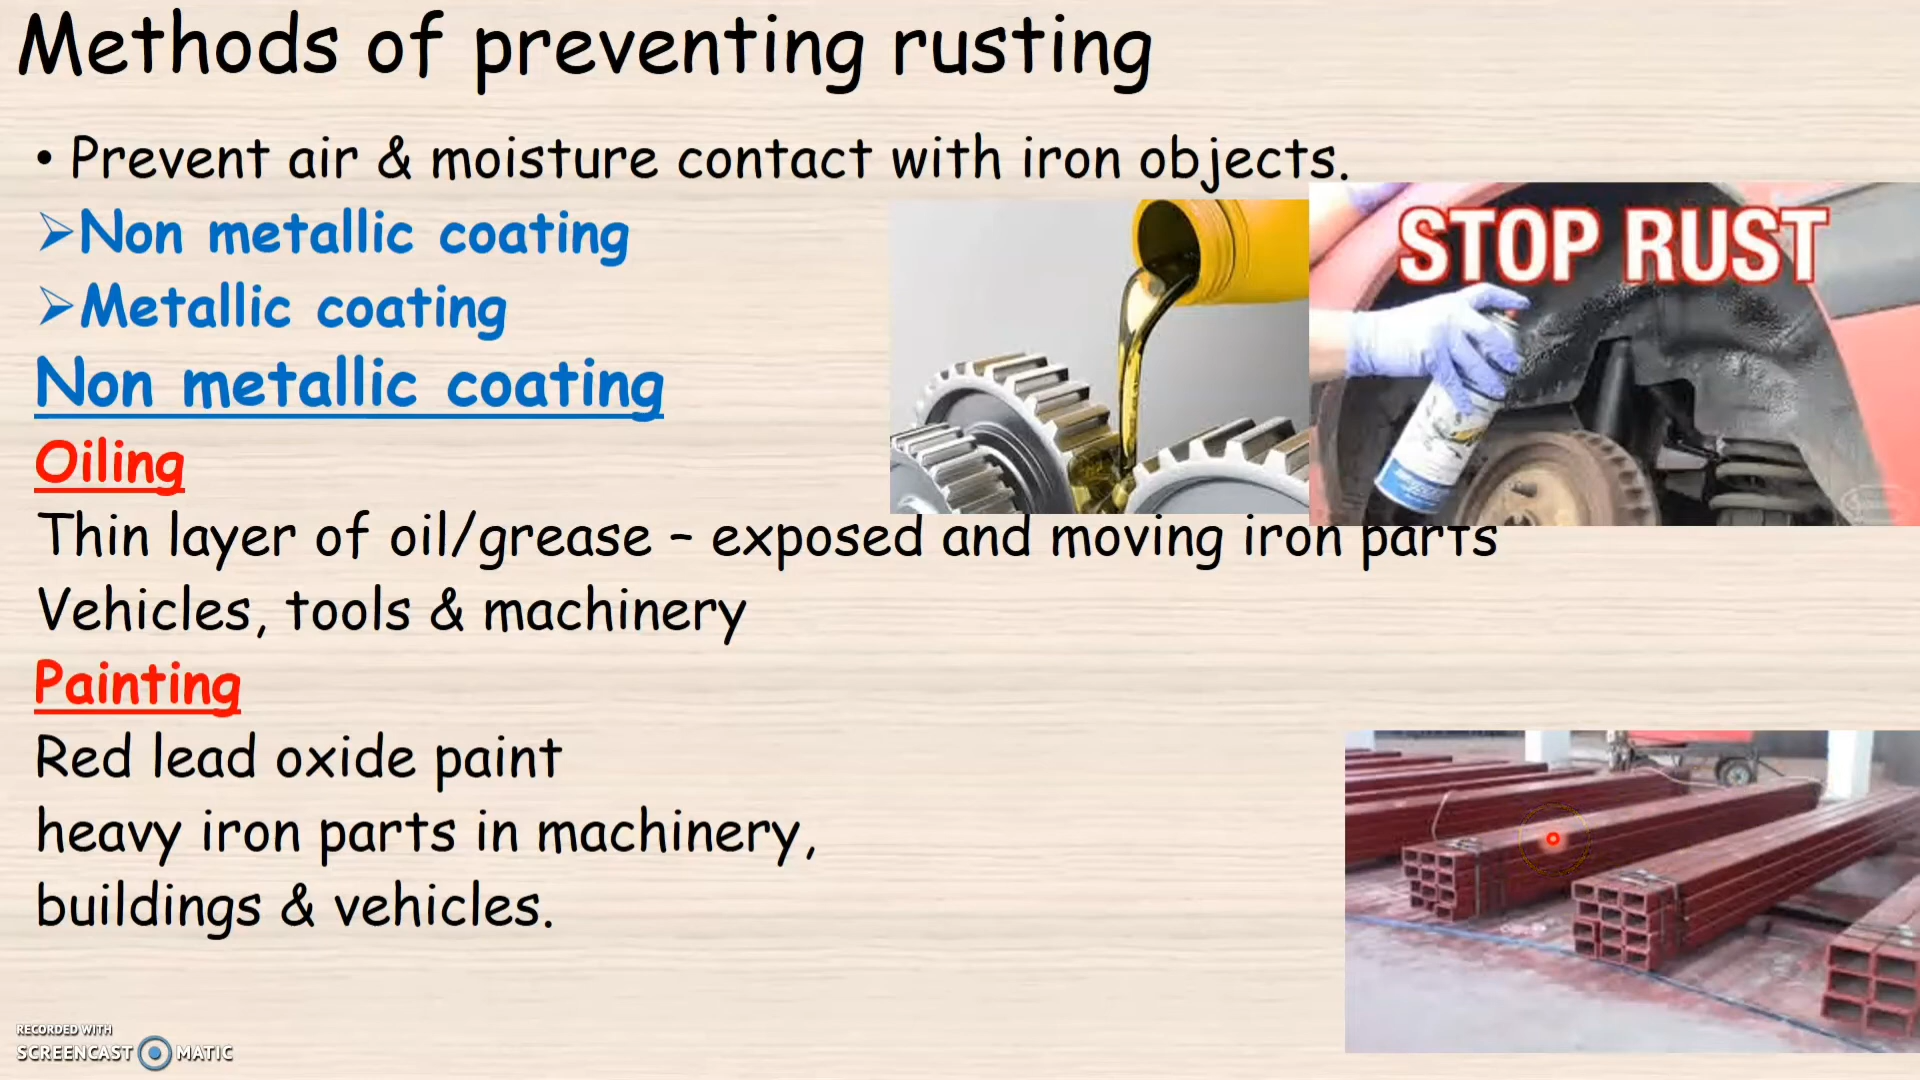 Methods of preventing rusting
• Prevent air & moisture contact with iron objects.
➢Non metallic coating
➢Metallic coating
STOP RUST
Non metallic coating
Oiling
Thin layer of oil/grease – exposed and moving iron parts
Vehicles, tools & machinery
Painting
Red lead oxide paint
heavy iron parts in machinery,
buildings & vehicles.
RECORDED WITH
SCREENCAST MATIC